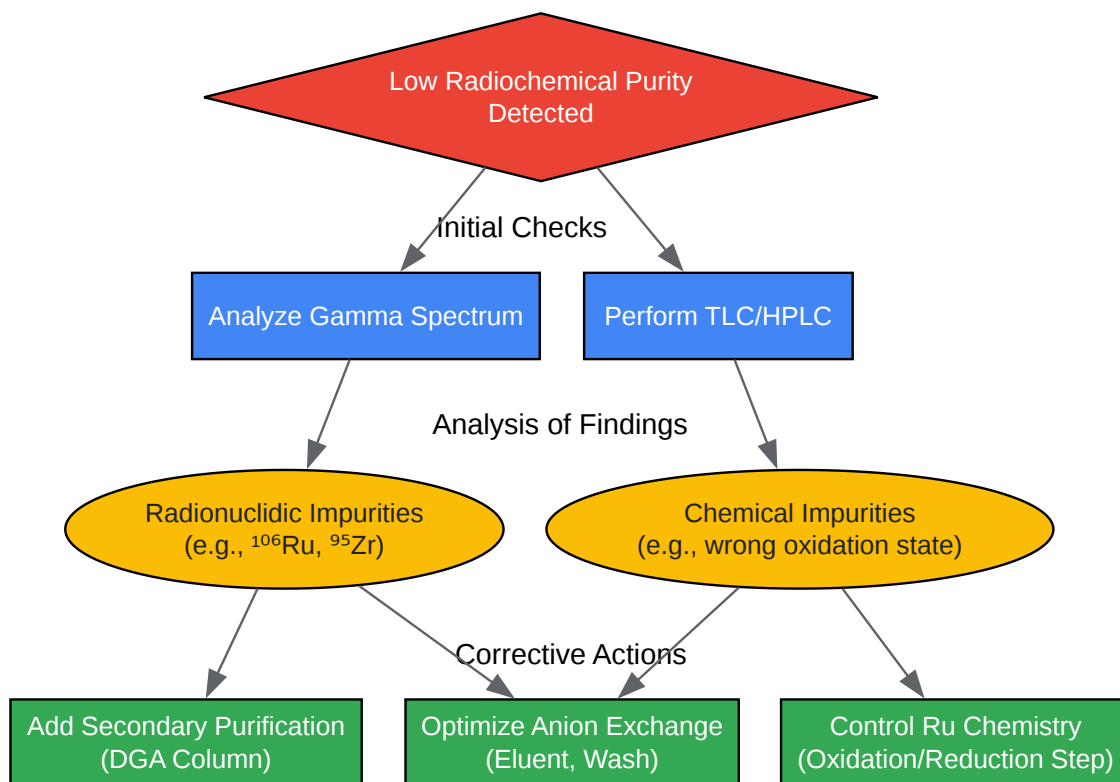 Low Radiochemical Purity
Detected
Initial Checks
Analyze Gamma Spectrum
Perform TLC/HPLC
Analysis of Findings
Radionuclidic Impurities
(e.g., ¹⁰⁶Ru, ⁹⁵Zr)
Chemical Impurities
(e.g., wrong oxidation state)
Corrective Actions
Add Secondary Purification
(DGA Column)
Optimize Anion Exchange
(Eluent, Wash)
Control Ru Chemistry
(Oxidation/Reduction Step)